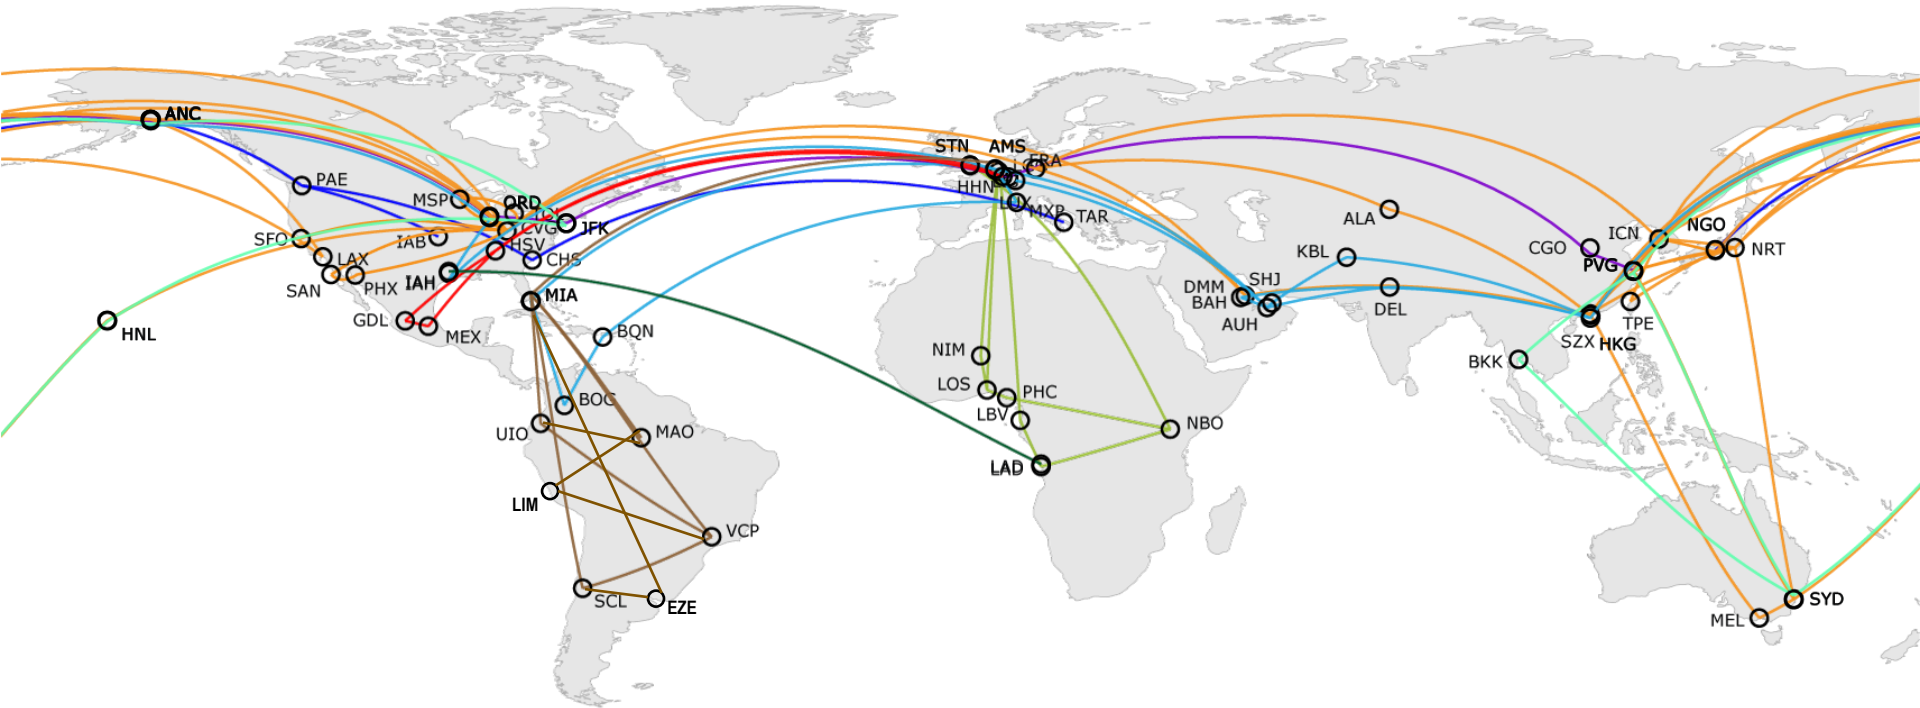 ANC
STN
AMS
FRA
PAE
HHN
MSP
ORD
LUX
MXP
TAR
CVG
JFK
ALA
ICN
NGO
SFO
IAB
HSV
CGO
NRT
LAX
CHS
KBL
PVG
SAN
PHX
IAH
MIA
DMM
SHJ
BAH
DEL
AUH
HNL
GDL
MEX
BQN
TPE
SZX
HKG
NIM
BKK
LOS
PHC
BOG
LBV
UIO
MAO
NBO
LAD
LIM
VCP
SCL
EZE
SYD
MEL